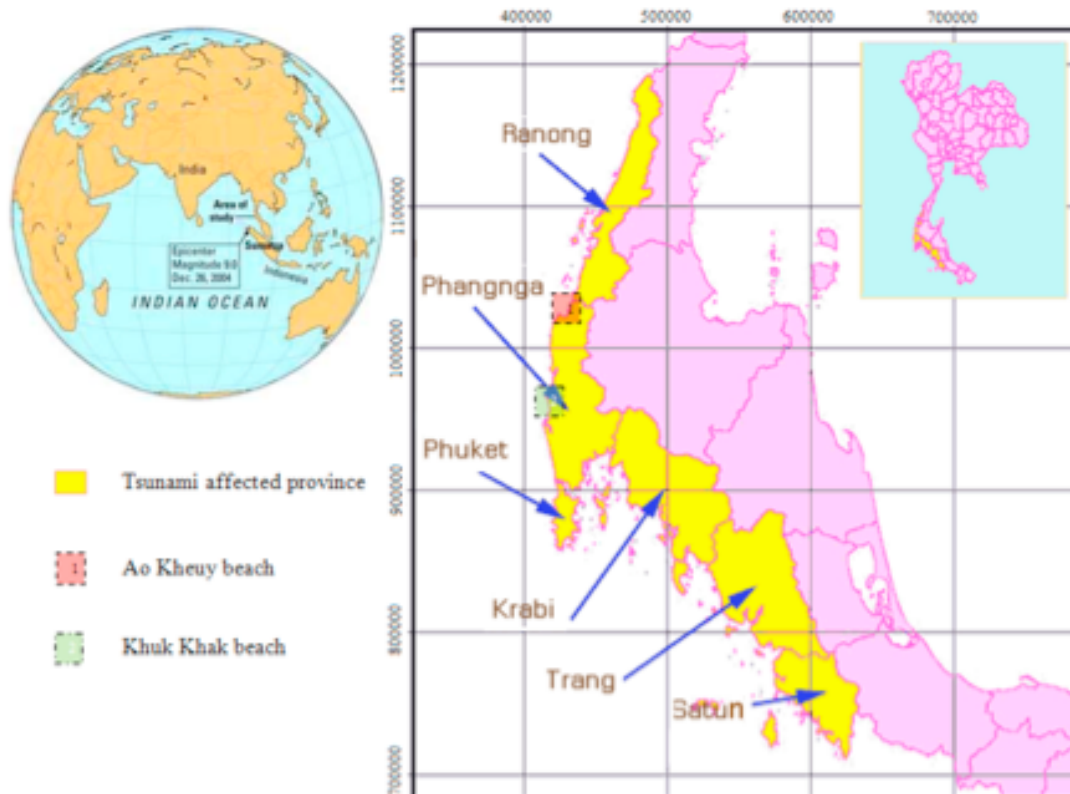 India
Area of
study
Sumatra
Epicenter
Magnitude 9.0
Dec. 26, 2004
Indonesia
INDIAN OCEAN
Tsunami affected province
1
Ao Kheuy beach
Khuk Khak beach
400000
500000
600000
700000
1200000
1100000
1000000
900000
800000
700000
Ranong
Phangnga
Phuket
Krabi
Trang
Satun